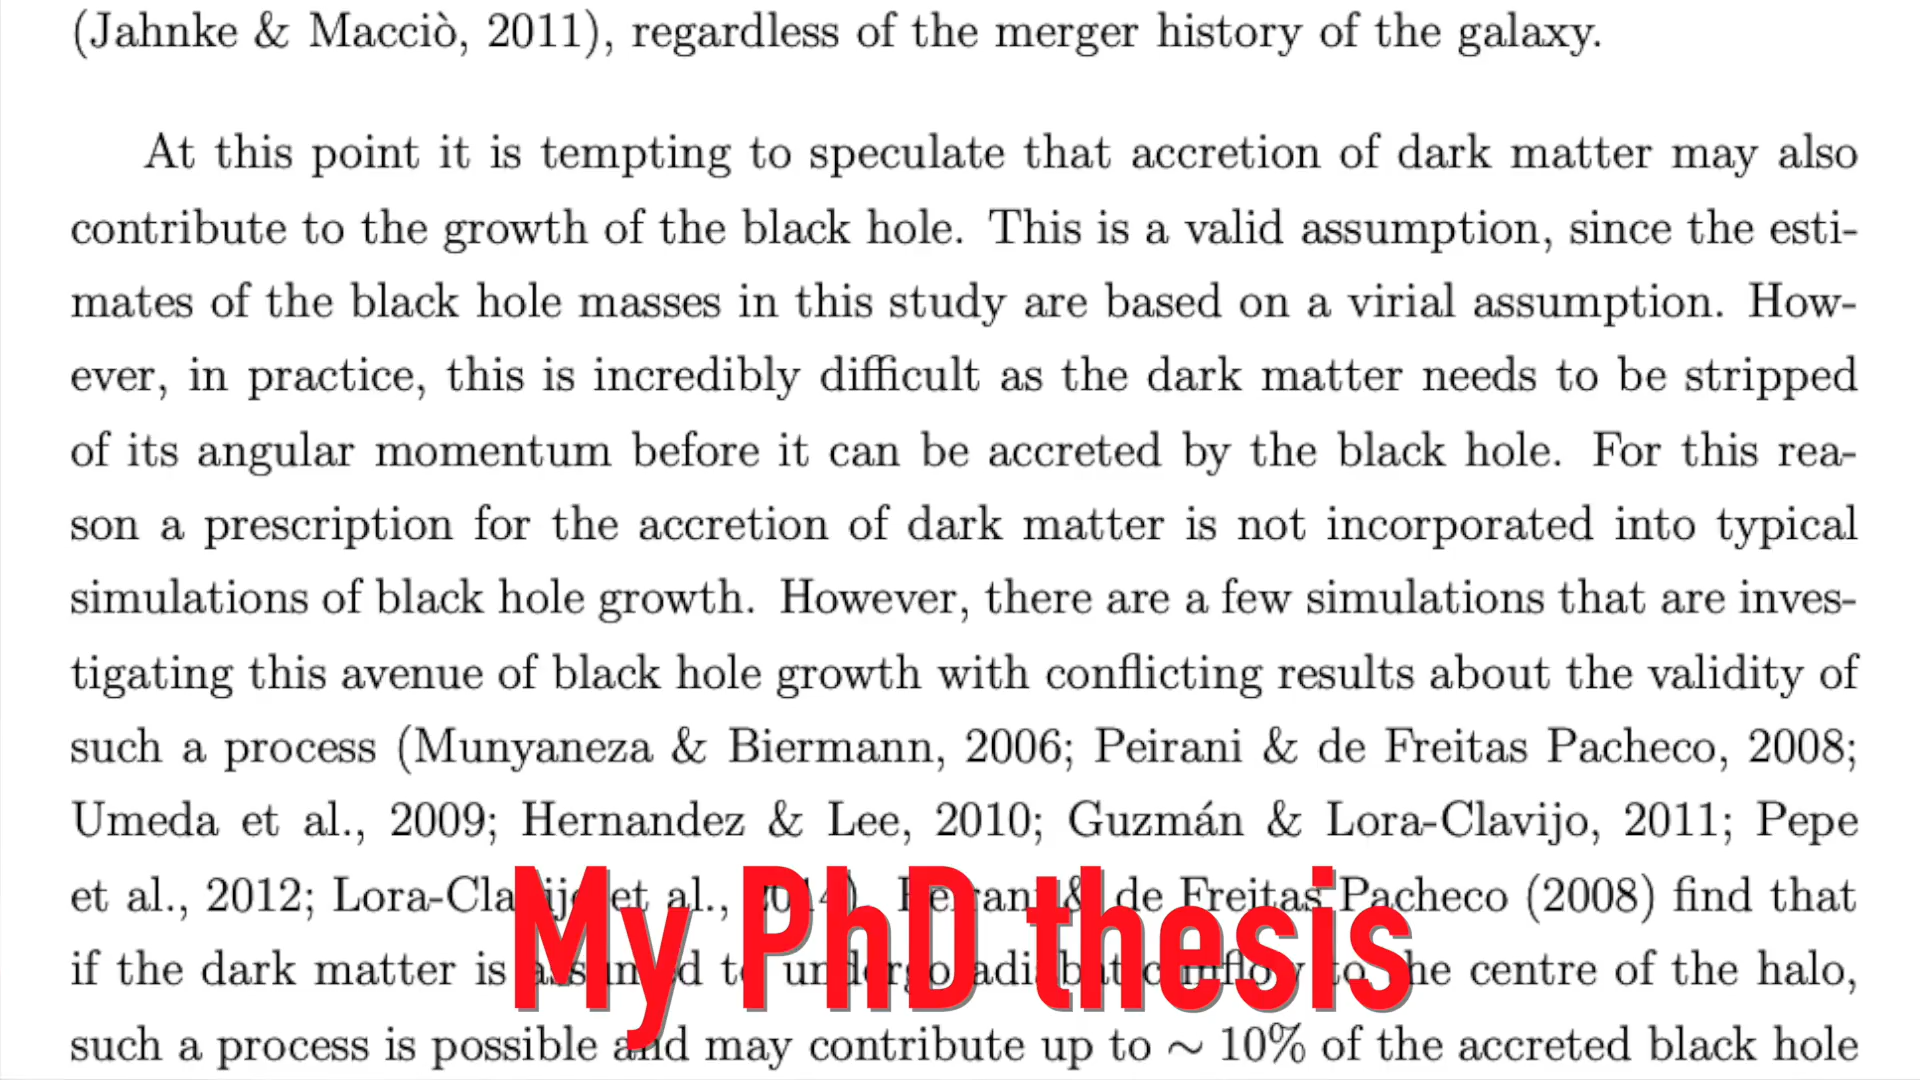 (Jahnke & Macciò, 2011), regardless of the merger history of the galaxy.
At this point it is tempting to speculate that accretion of dark matter may also
contribute to the growth of the black hole. This is a valid assumption, since the esti-
mates of the black hole masses in this study are based on a virial assumption. How-
ever, in practice, this is incredibly difficult as the dark matter needs to be stripped
of its angular momentum before it can be accreted by the black hole. For this rea-
son a prescription for the accretion of dark matter is not incorporated into typical
simulations of black hole growth. However, there are a few simulations that are inves-
tigating this avenue of black hole growth with conflicting results about the validity of
such a process (Munyaneza & Biermann, 2006; Peirani & de Freitas Pacheco, 2008;
Umeda et al., 2009; Hernandez & Lee, 2010; Guzmán & Lora-Clavijo, 2011; Pepe
et al., 2012; Lora-Clavijo et al., 2014). Peirani & de Freitas Pacheco (2008) find that
if the dark matter is assumed to undergo adiabatic inflow to the centre of the halo,
such a process is possible and may contribute up to ∼ 10% of the accreted black hole
My PhD thesis